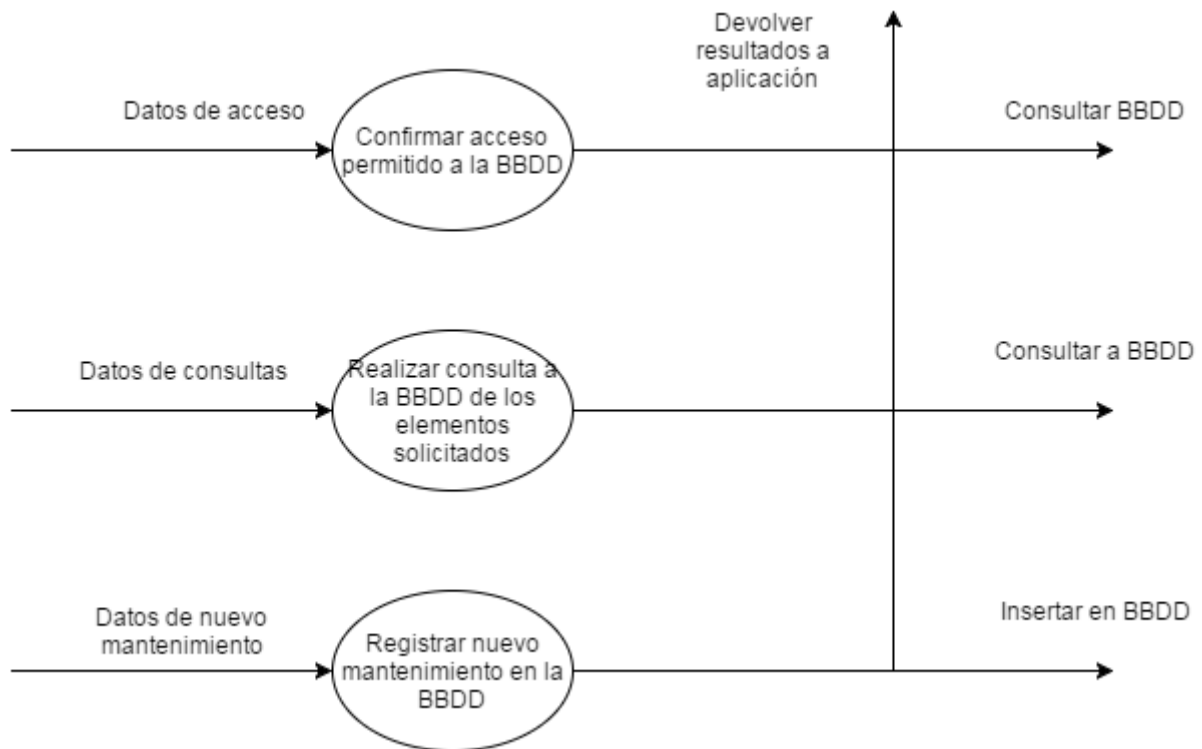 Devolver
resultados a
aplicación
Datos de acceso
Confirmar acceso
permitido a la BBDD
Consultar BBDD
Datos de consultas
Realizar consulta a
la BBDD de los
elementos
solicitados
Consultar a BBDD
Datos de nuevo
mantenimiento
Registrar nuevo
mantenimiento en la
BBDD
Insertar en BBDD